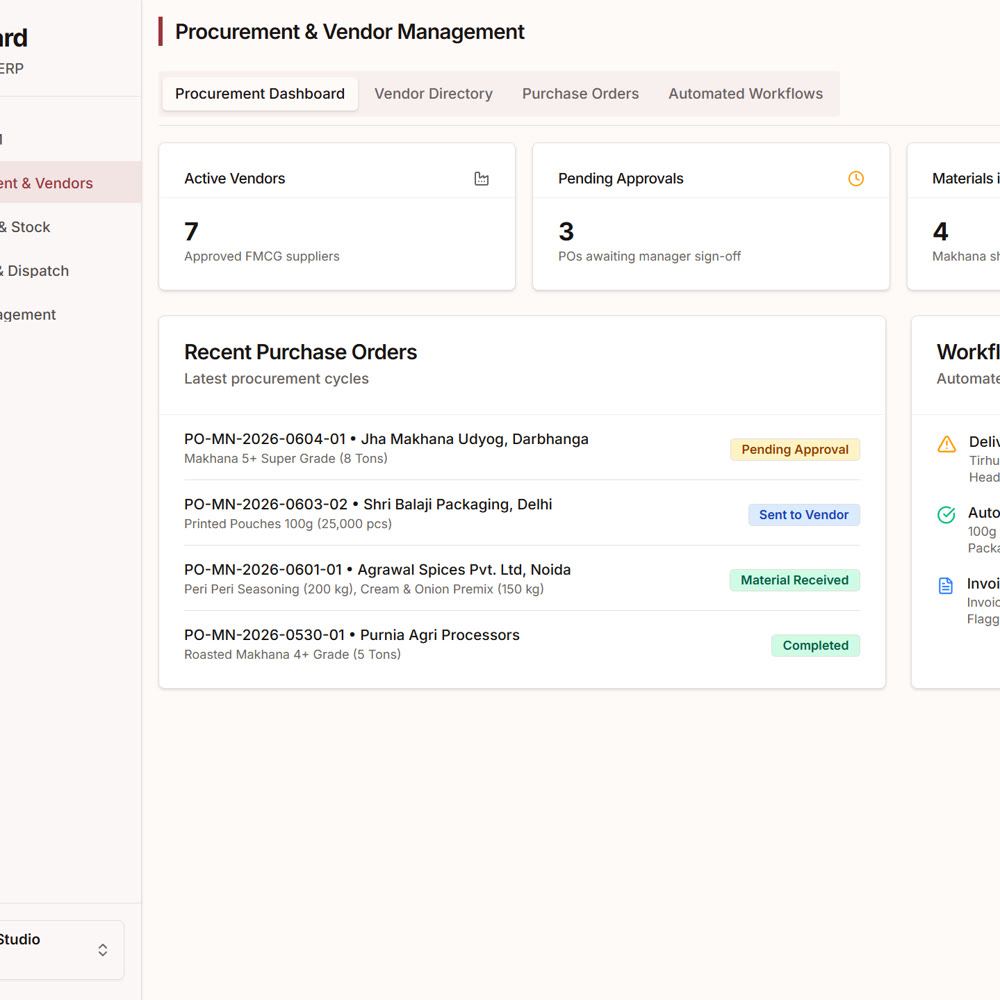 ard
ERP
ent & Vendors
& Stock
& Dispatch
agement
Studio
Procurement & Vendor Management
Procurement Dashboard
Vendor Directory
Purchase Orders
Automated Workflows
Active Vendors
7
Approved FMCG suppliers
Pending Approvals
3
POs awaiting manager sign-off
Materials i
4
Makhana sh
Recent Purchase Orders
Latest procurement cycles
PO-MN-2026-0604-01 • Jha Makhana Udyog, Darbhanga
Makhana 5+ Super Grade (8 Tons)
Pending Approval
PO-MN-2026-0603-02 • Shri Balaji Packaging, Delhi
Printed Pouches 100g (25,000 pcs)
Sent to Vendor
PO-MN-2026-0601-01 • Agrawal Spices Pvt. Ltd, Noida
Peri Peri Seasoning (200 kg), Cream & Onion Premix (150 kg)
Material Received
PO-MN-2026-0530-01 • Purnia Agri Processors
Roasted Makhana 4+ Grade (5 Tons)
Completed
Workfl
Automate
Deliv
Tirhu
Head
Auto
100g
Packa
Invoi
Invoic
Flagg